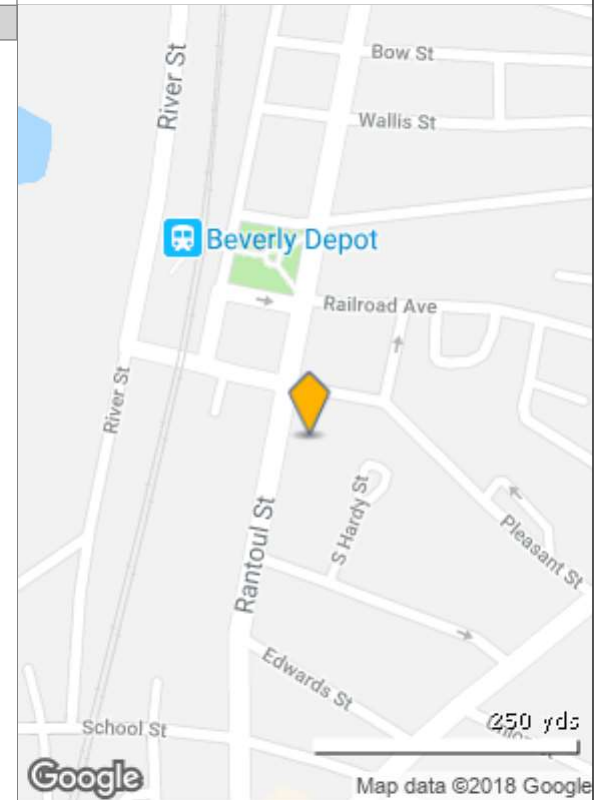 Bow St
River St
Wallis St
Beverly Depot
Railroad Ave
River St
S Hardy St
Rantoul St
Pleasant St
Edwards St
250 yds
School St
Google
Map data ©2018 Google